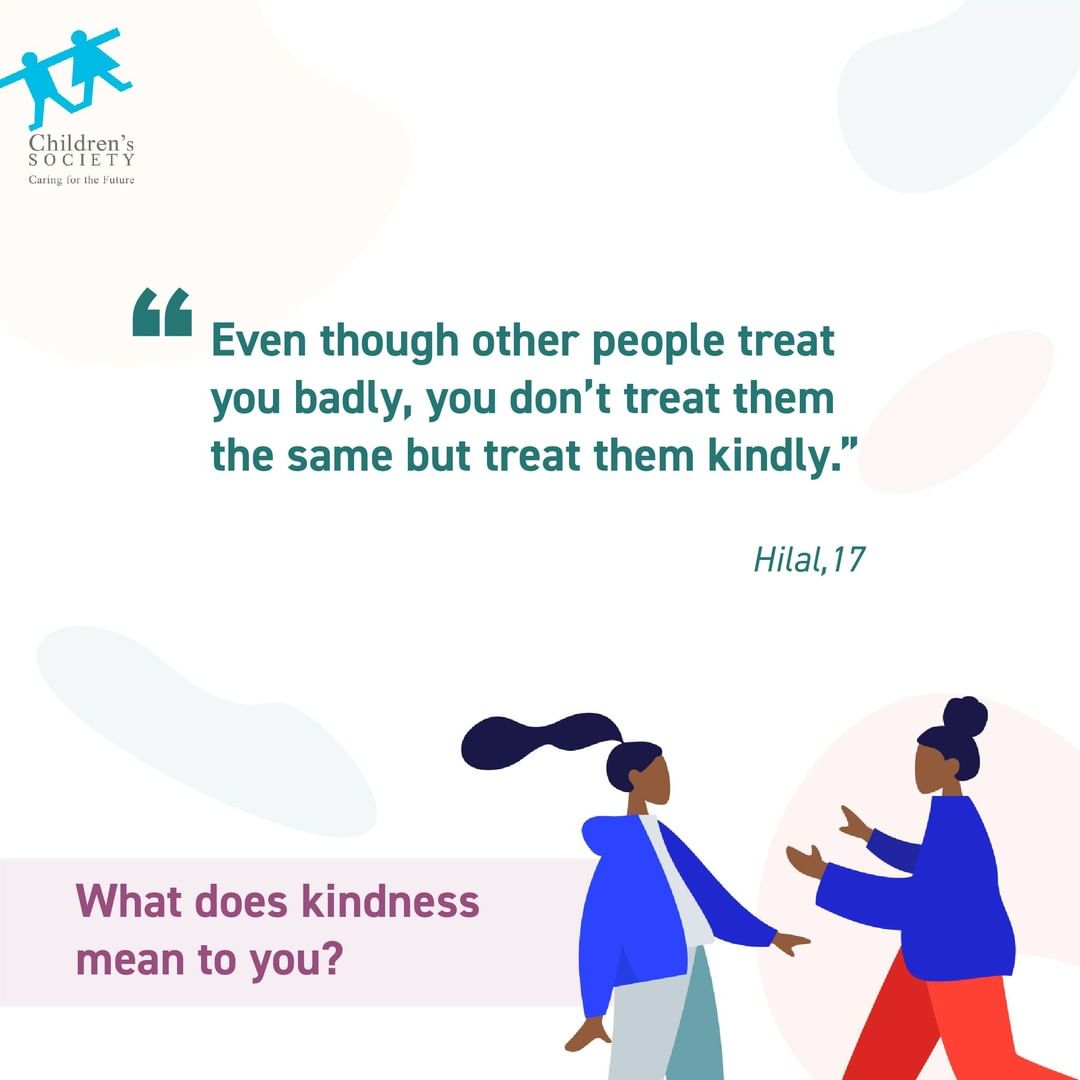 Children's
SOCIETY
Caring for the Future
“Even though other people treat
you badly, you don’t treat them
the same but treat them kindly.”
Hilal,17
What does kindness
mean to you?